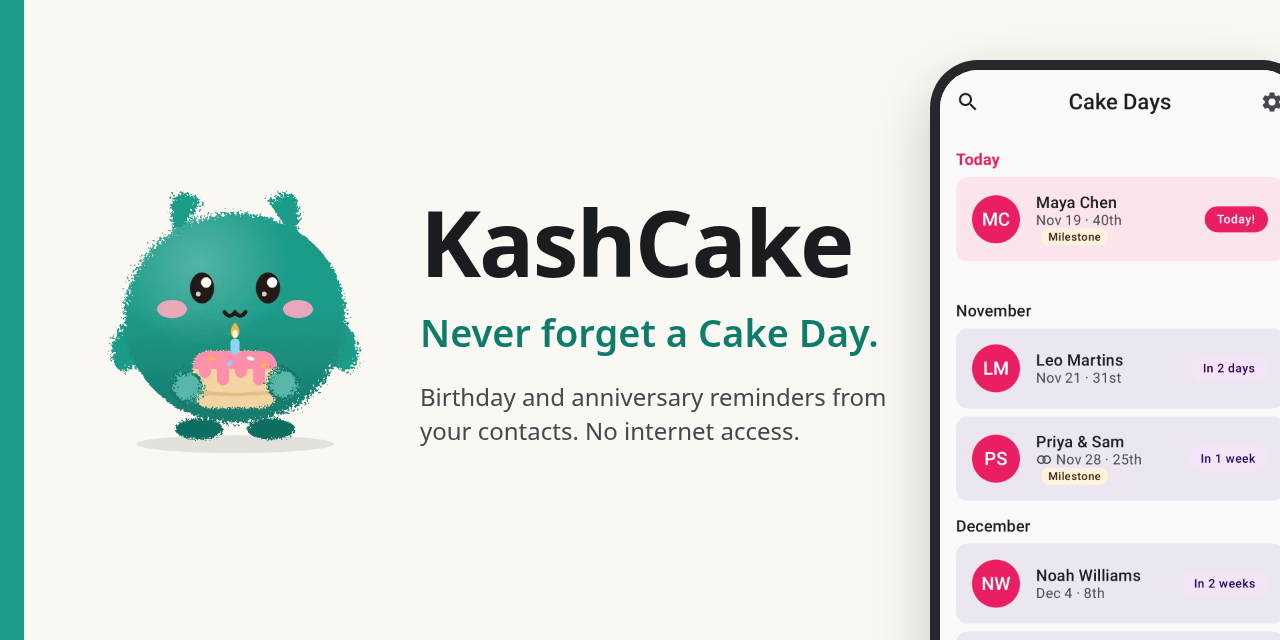 KashCake
Never forget a Cake Day.
Birthday and anniversary reminders from
your contacts. No internet access.
Cake Days
Today
MC
Maya Chen
Nov 19 · 40th
Milestone
Today!
November
LM
Leo Martins
Nov 21 · 31st
In 2 days
PS
Priya & Sam
Nov 28 · 25th
Milestone
In 1 week
December
NW
Noah Williams
Dec 4 · 8th
In 2 weeks